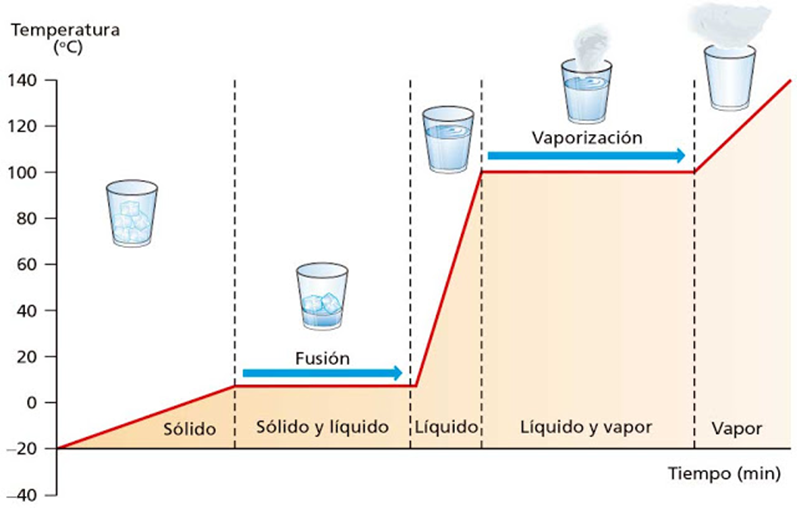 Temperatura
(ºC)
140
120
100
80
60
40
20
0
–20
–40
Vaporización
Fusión
Sólido
Sólido y líquido
Líquido
Líquido y vapor
Vapor
Tiempo (min)